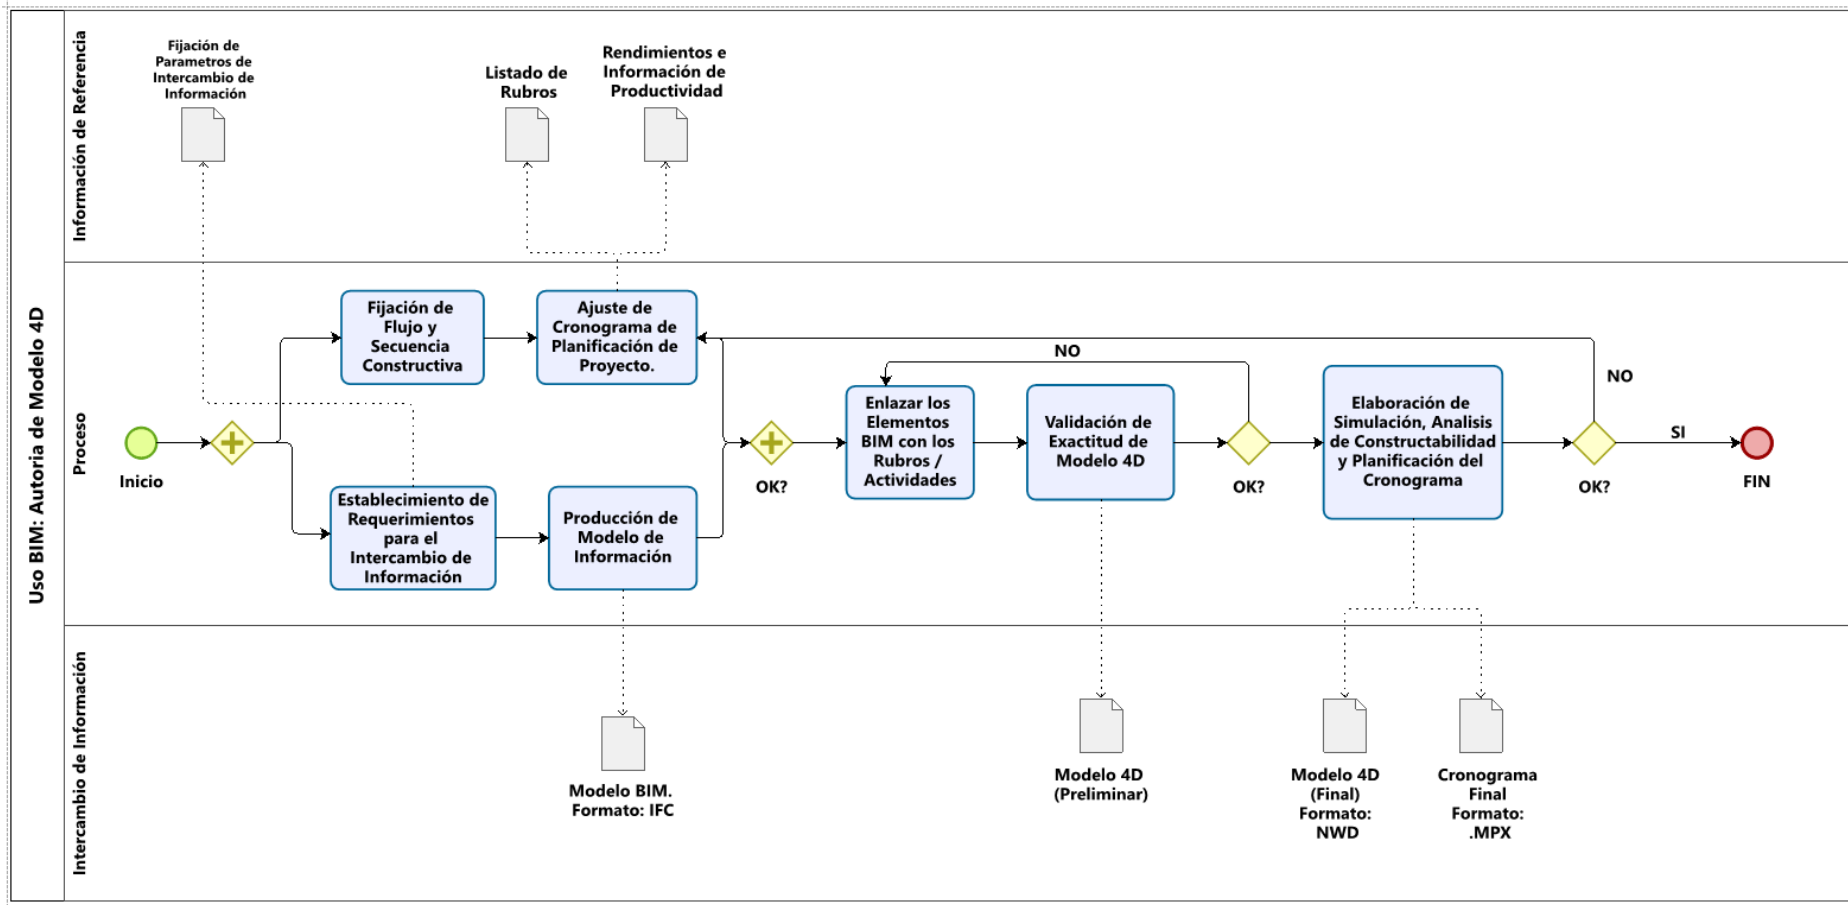 Uso BIM: Autoria de Modelo 4D
Información de Referencia
Fijación de
Parametros de
Intercambio de
Información
Listado de
Rubros
Rendimientos e
Información de
Productividad
Proceso
Inicio
Fijación de
Flujo y
Secuencia
Constructiva
Ajuste de
Cronograma de
Planificación de
Proyecto.
Establecimiento de
Requerimientos
para el
Intercambio de
Información
Producción de
Modelo de
Información
OK?
Enlazar los
Elementos
BIM con los
Rubros /
Actividades
NO
Validación de
Exactitud de
Modelo 4D
OK?
Elaboración de
Simulación, Analisis
de Constructabilidad
y Planificación del
Cronograma
NO
OK?
SI
FIN
Intercambio de Información
Modelo BIM.
Formato: IFC
Modelo 4D
(Preliminar)
Modelo 4D
(Final)
Formato:
NWD
Cronograma
Final
Formato:
.MPX